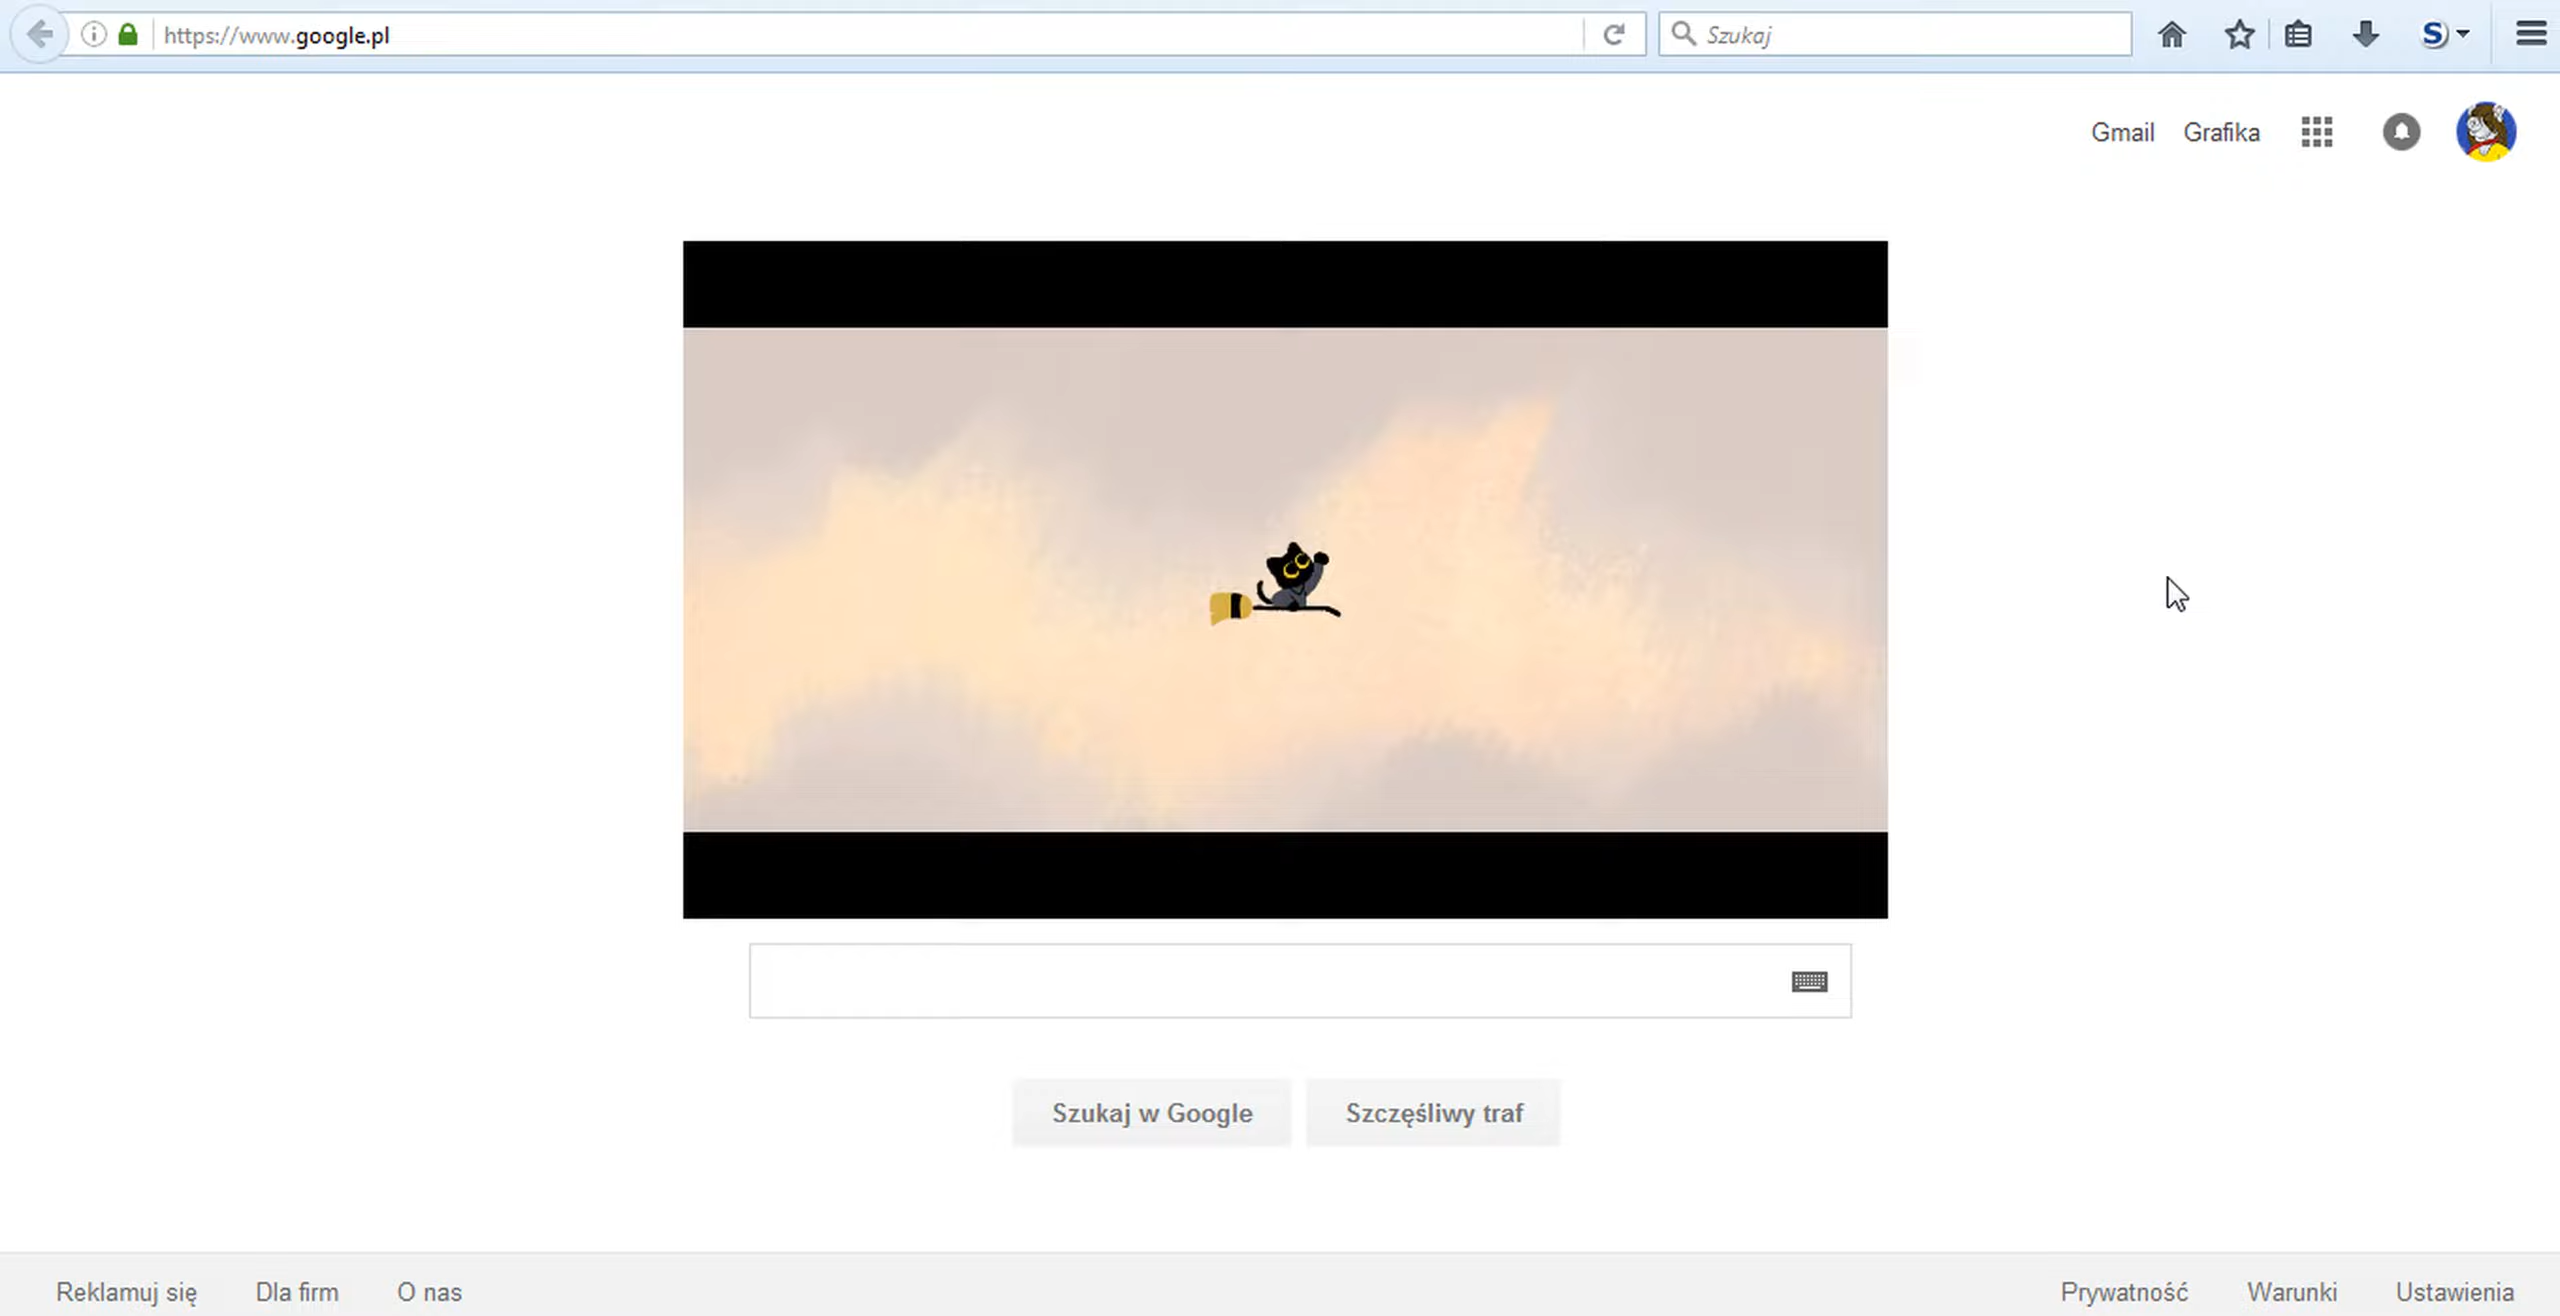 https://www.google.pl
Szukaj
S
Gmail Grafika
Szukaj w Google Szczęśliwy traf
Reklamuj się Dla firm O nas Prywatność Warunki Ustawienia